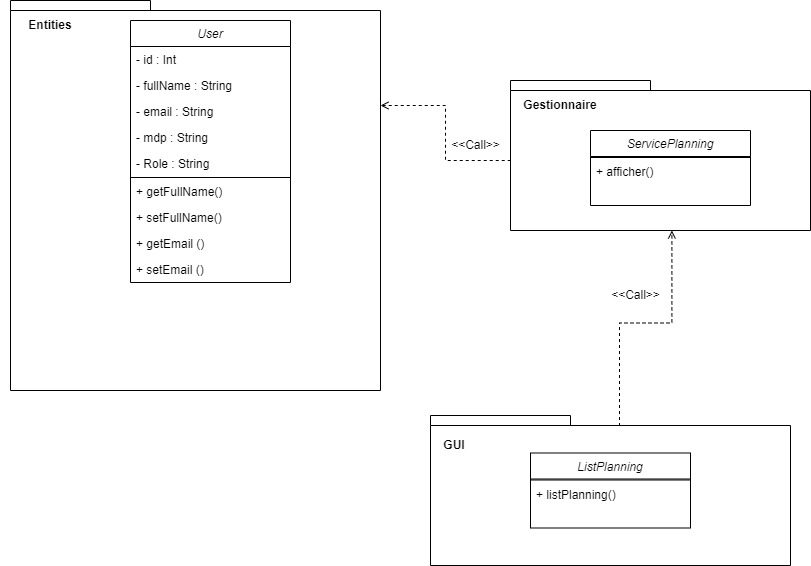 Entities
User
- id : Int
- fullName : String
- email : String
- mdp : String
- Role : String
+ getFullName()
+ setFullName()
+ getEmail ()
+ setEmail ()
<<Call>>
Gestionnaire
ServicePlanning
+ afficher()
<<Call>>
GUI
ListPlanning
+ listPlanning()